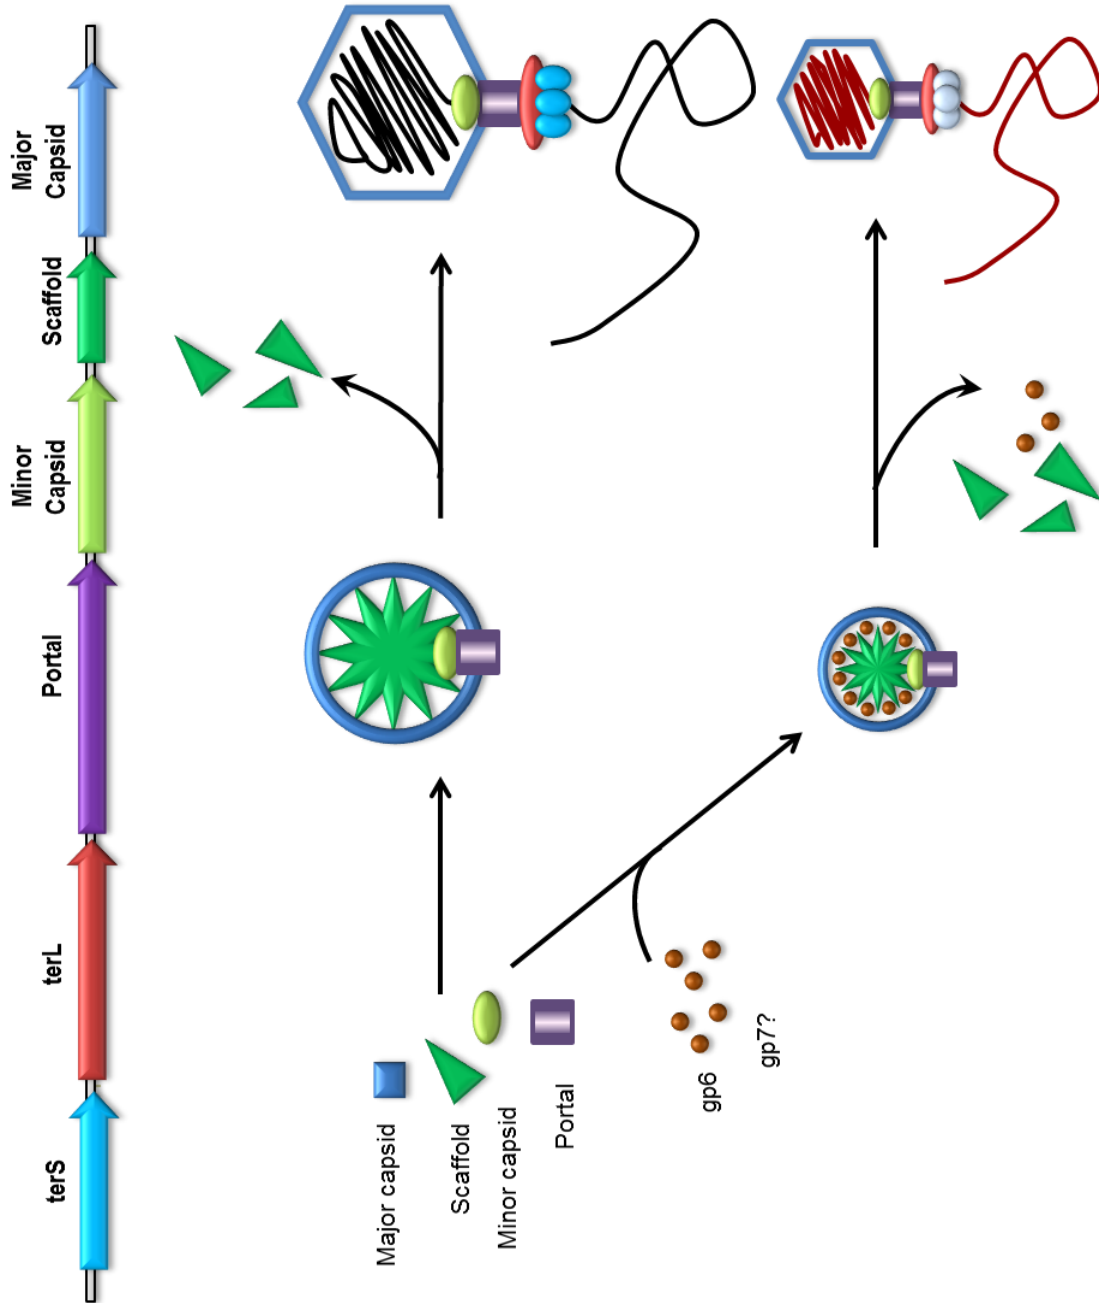 terS
terL
Portal
Minor
Capsid
Scaffold
Major
Capsid
Major capsid
Scaffold
Minor capsid
Portal
gp6
gp7??